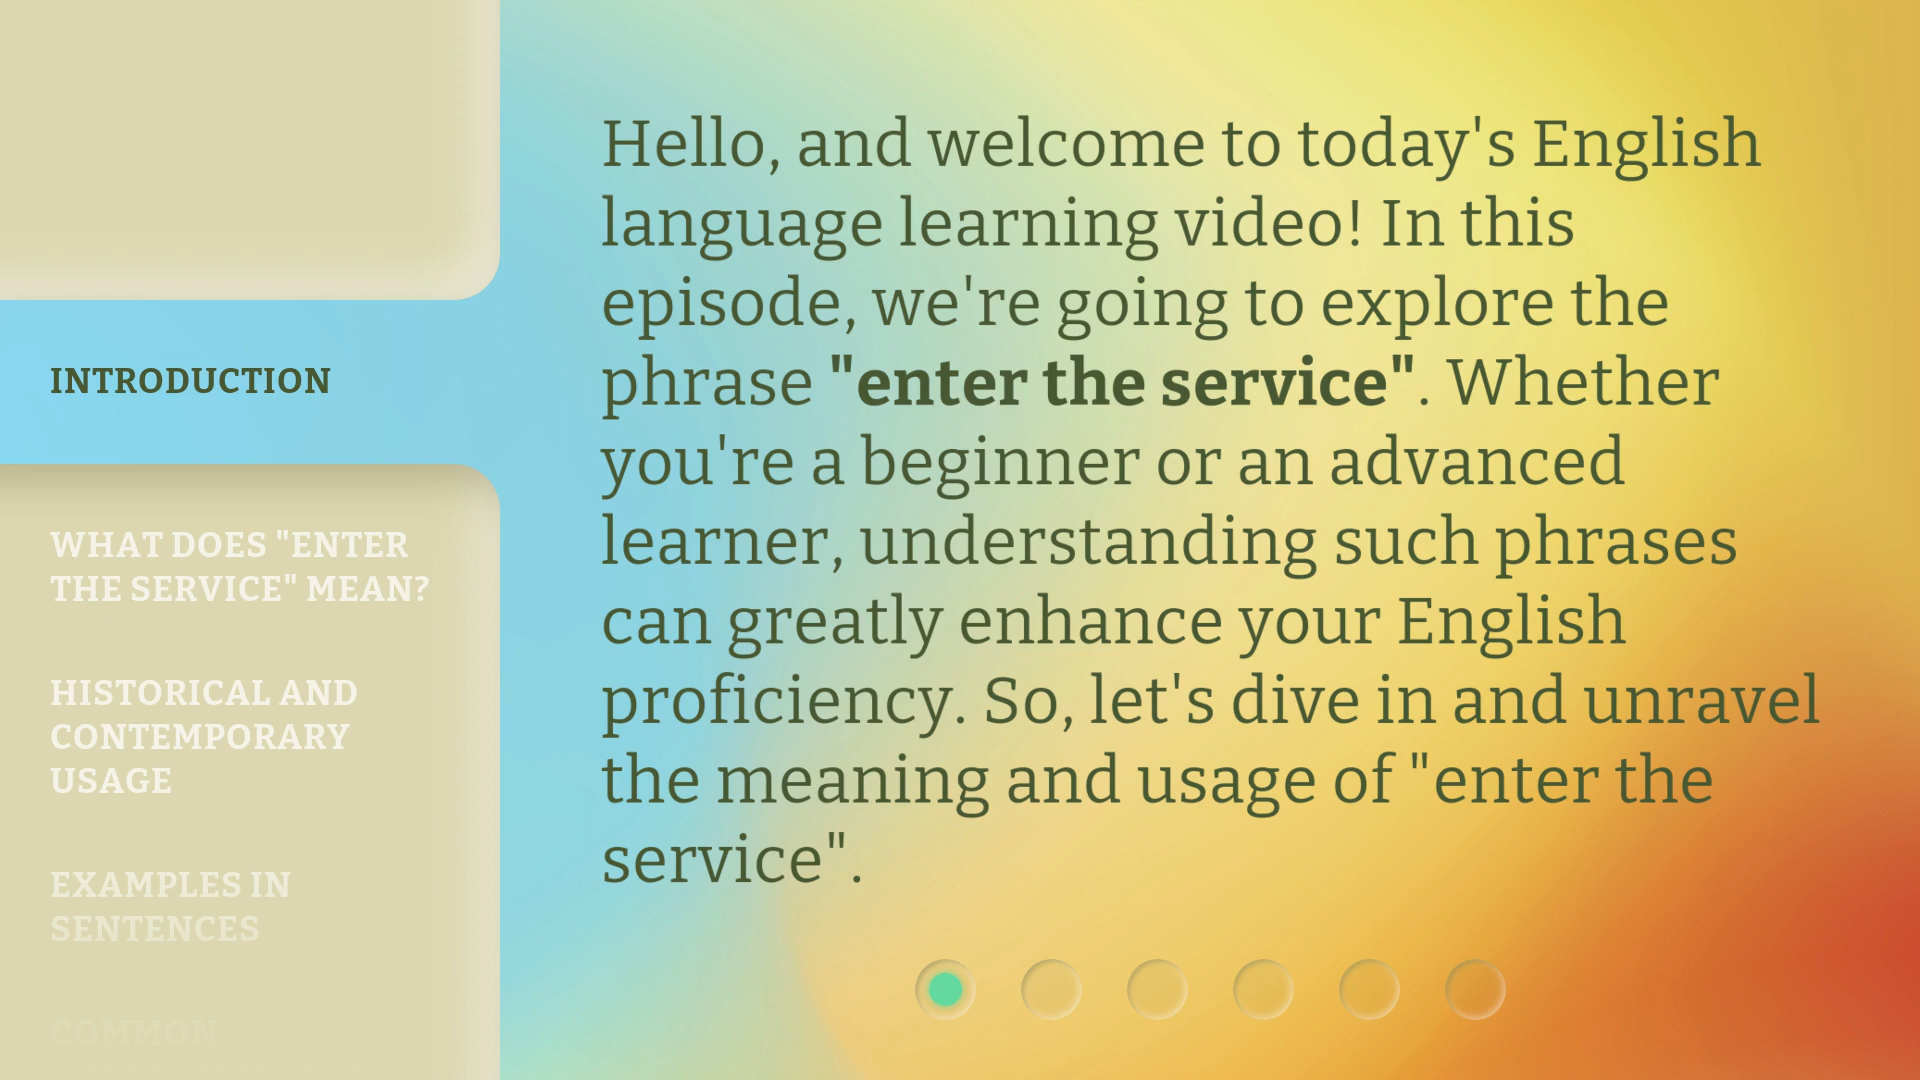 INTRODUCTION
WHAT DOES "ENTER
THE SERVICE" MEAN?
HISTORICAL AND
CONTEMPORARY
USAGE
EXAMPLES IN
SENTENCES
COMMON
Hello, and welcome to today's English
language learning video! In this
episode, we're going to explore the
phrase "enter the service". Whether
you're a beginner or an advanced
learner, understanding such phrases
can greatly enhance your English
proficiency. So, let's dive in and unravel
the meaning and usage of "enter the
service".